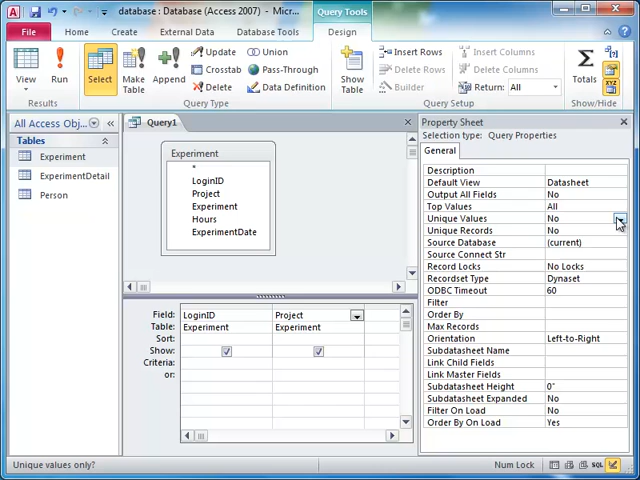 database : Database (Access 2007) - Micr...
Query Tools
File
Home
Create
External Data
Database Tools
Design
View
Run
Select
Make
Table
Append
Update
Crosstab
Delete
Union
Pass-Through
Data Definition
Show
Table
Insert Rows
Delete Rows
Builder
Insert Columns
Delete Columns
Return: All
Totals
Results
Query Type
Query Setup
Show/Hide
All Access Obj...
Tables
Experiment
ExperimentDetail
Person
Query1
Experiment
*
LoginID
Project
Experiment
Hours
ExperimentDate
Field: LoginID Project
Table: Experiment Experiment
Sort:
Show:
Criteria:
or:
Property Sheet
Selection type: Query Properties
General
Description
Default View Datasheet
Output All Fields No
Top Values All
Unique Values No
Unique Records No
Source Database (current)
Source Connect Str
Record Locks No Locks
Recordset Type Dynaset
ODBC Timeout 60
Filter
Order By
Max Records
Orientation Left-to-Right
Subdatasheet Name
Link Child Fields
Link Master Fields
Subdatasheet Height 0"
Subdatasheet Expanded No
Filter On Load No
Order By On Load Yes
Unique values only?
Num Lock
SQL